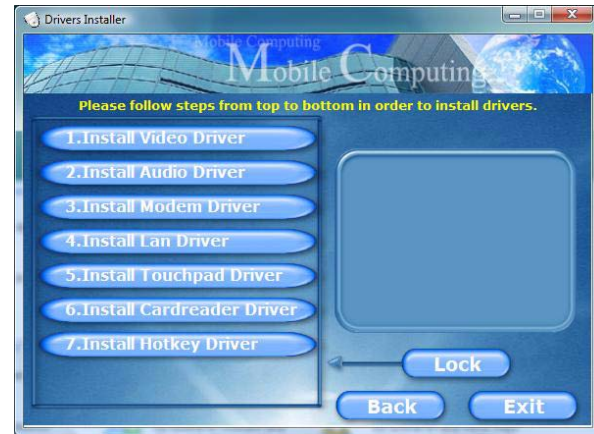 Drivers Installer
Mobile Computing
Mobile Computing
Please follow steps from top to bottom in order to install drivers.
1.Install Video Driver
2.Install Audio Driver
3.Install Modem Driver
4.Install Lan Driver
5.Install Touchpad Driver
6.Install Cardreader Driver
7.Install Hotkey Driver
Lock
Back
Exit